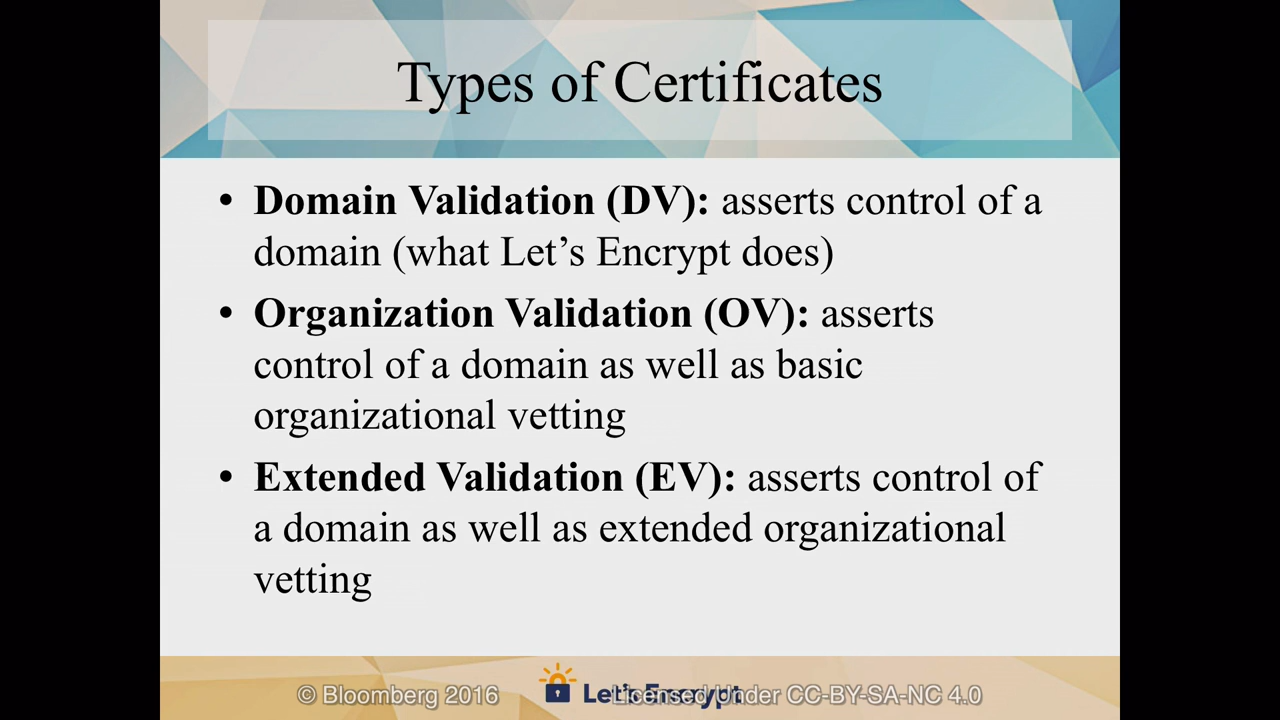 Types of Certificates
• Domain Validation (DV): asserts control of a
domain (what Let’s Encrypt does)
• Organization Validation (OV): asserts
control of a domain as well as basic
organizational vetting
• Extended Validation (EV): asserts control of
a domain as well as extended organizational
vetting
© Bloomberg 2016
Let's Encrypt
Licensed Under CC-BY-SA-NC 4.0